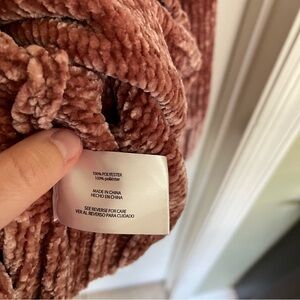 100% POLYESTER
100% poliéster
MADE IN CHINA
HECHO EN CHINA
SEE REVERSE FOR CARE
VER AL REVERSO PARA CUIDADO